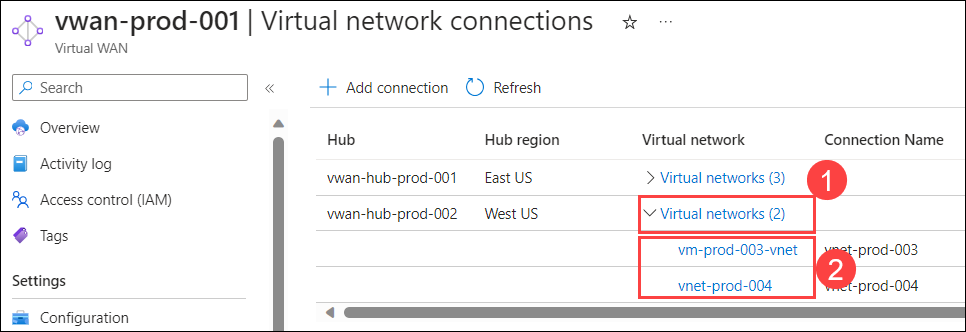 vwan-prod-001 | Virtual network connections ☆ ...
Virtual WAN
Search «
Add connection Refresh
Overview
Activity log
Access control (IAM)
Tags
Settings
Configuration
Hub Hub region Virtual network Connection Name
vwan-hub-prod-001 East US Virtual networks (3) 1
vwan-hub-prod-002 West US Virtual networks (2)
vm-prod-003-vnet vnet-prod-003
2
vnet-prod-004 vnet-prod-004